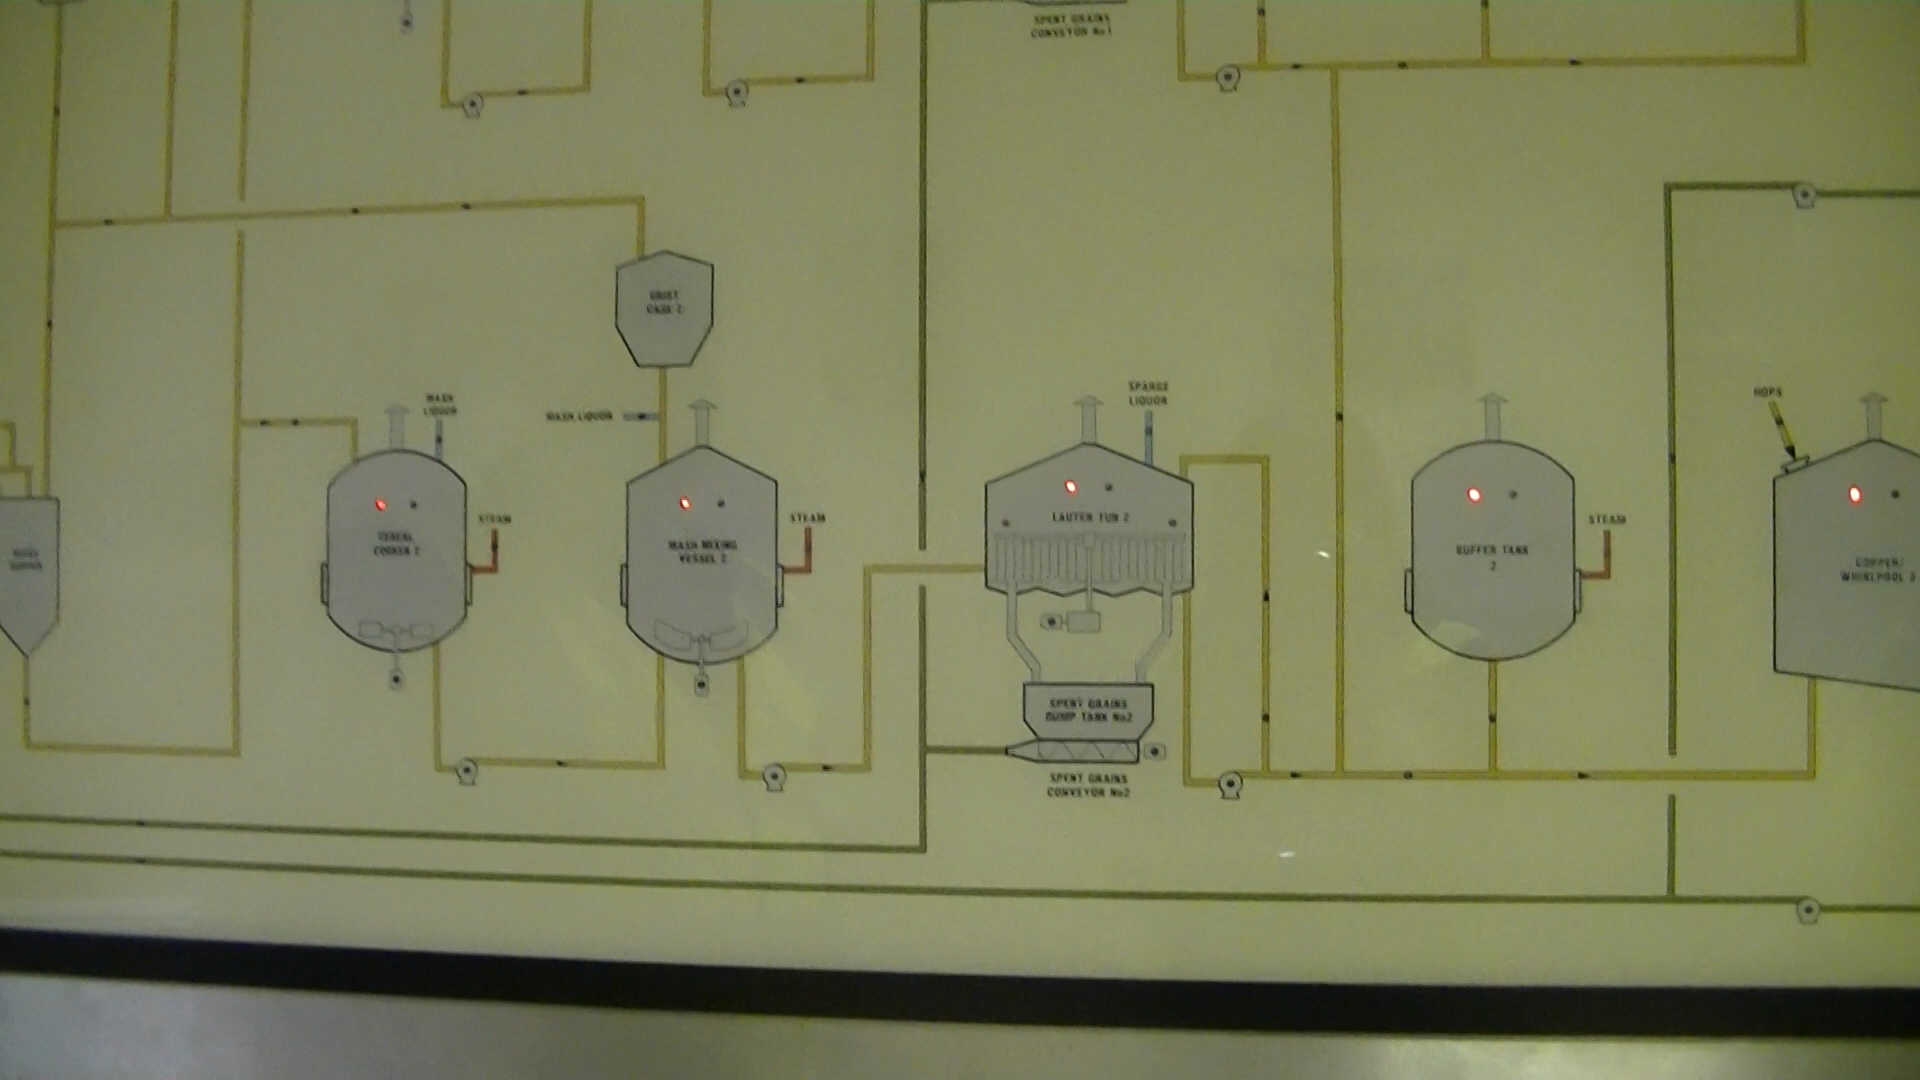 SPENT GRAINS
CONVEYOR No1
GRIST
CASE 2
MASH
LIQUOR
MASH LIQUOR
SPARGE
LIQUOR
HOPS
STEAM
STEAM
STEAM
CEREAL
COOKER 2
MASH MIXING
VESSEL 2
LAUTER TUN 2
BUFFER TANK
2
COPPER/
WHIRLPOOL
SPENT GRAINS
DUMP TANK No2
SPENT GRAINS
CONVEYOR No2